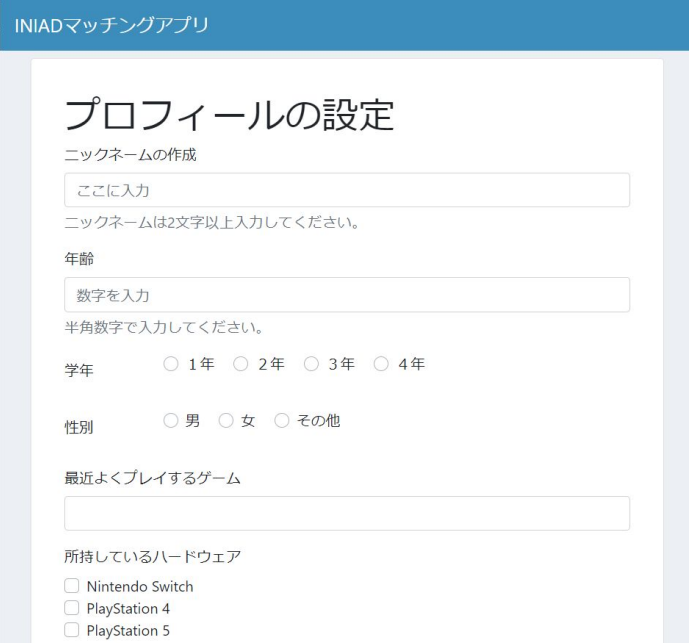 INIADマッチングアプリ
プロフィールの設定
ニックネームの作成
ここに入力
ニックネームは2文字以上入力してください。
年齢
数字を入力
半角数字で入力してください。
学年 1年 2年 3年 4年
性別 男 女 その他
最近よくプレイするゲーム
所持しているハードウェア
Nintendo Switch
PlayStation 4
PlayStation 5